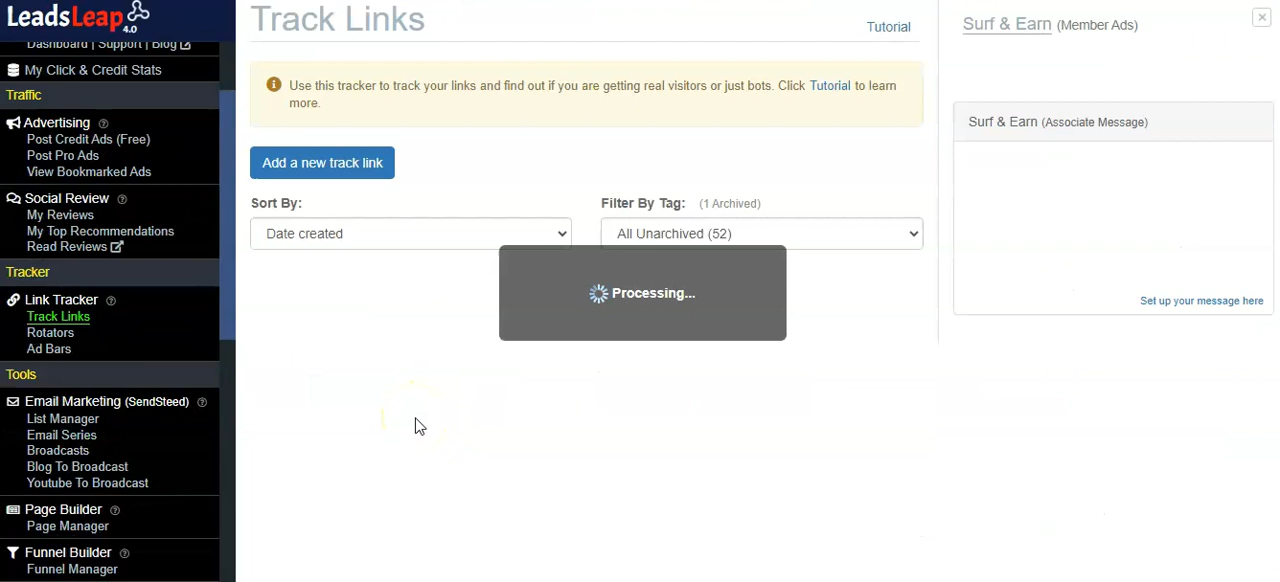 LeadsLeap 4.0
Dashboard | Support | Blog
My Click & Credit Stats
Traffic
Advertising
Post Credit Ads (Free)
Post Pro Ads
View Bookmarked Ads
Social Review
My Reviews
My Top Recommendations
Read Reviews
Tracker
Link Tracker
Track Links
Rotators
Ad Bars
Tools
Email Marketing (SendSteed)
List Manager
Email Series
Broadcasts
Blog To Broadcast
Youtube To Broadcast
Page Builder
Page Manager
Funnel Builder
Funnel Manager
Track Links
Tutorial
Use this tracker to track your links and find out if you are getting real visitors or just bots. Click Tutorial to learn
more.
Add a new track link
Sort By:
Date created
Filter By Tag: (1 Archived)
All Unarchived (52)
Processing...
Surf & Earn (Member Ads)
Surf & Earn (Associate Message)
Set up your message here